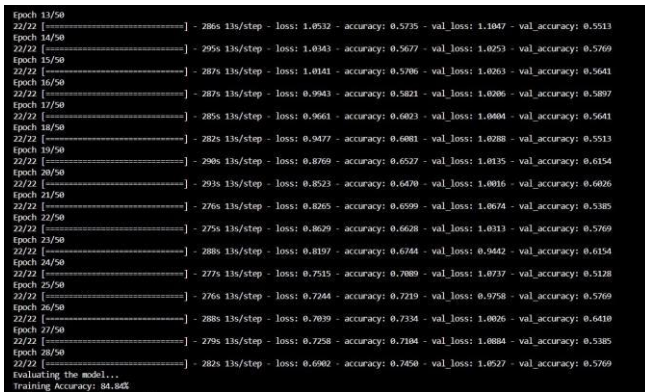 Epoch 13/50
22/22 [==============================] - 286s 13s/step - loss: 1.0532 - accuracy: 0.5735 - val_loss: 1.1047 - val_accuracy: 0.5513
Epoch 14/50
22/22 [==============================] - 295s 13s/step - loss: 1.0343 - accuracy: 0.5677 - val_loss: 1.0253 - val_accuracy: 0.5769
Epoch 15/50
22/22 [==============================] - 287s 13s/step - loss: 1.0141 - accuracy: 0.5706 - val_loss: 1.0263 - val_accuracy: 0.5641
Epoch 16/50
22/22 [==============================] - 287s 13s/step - loss: 0.9943 - accuracy: 0.5821 - val_loss: 1.0206 - val_accuracy: 0.5897
Epoch 17/50
22/22 [==============================] - 285s 13s/step - loss: 0.9661 - accuracy: 0.6023 - val_loss: 1.0404 - val_accuracy: 0.5641
Epoch 18/50
22/22 [==============================] - 282s 13s/step - loss: 0.9477 - accuracy: 0.6081 - val_loss: 1.0288 - val_accuracy: 0.5513
Epoch 19/50
22/22 [==============================] - 290s 13s/step - loss: 0.8769 - accuracy: 0.6527 - val_loss: 1.0135 - val_accuracy: 0.6154
Epoch 20/50
22/22 [==============================] - 293s 13s/step - loss: 0.8523 - accuracy: 0.6470 - val_loss: 1.0016 - val_accuracy: 0.6026
Epoch 21/50
22/22 [==============================] - 276s 13s/step - loss: 0.8265 - accuracy: 0.6599 - val_loss: 1.0674 - val_accuracy: 0.5385
Epoch 22/50
22/22 [==============================] - 275s 13s/step - loss: 0.8629 - accuracy: 0.6628 - val_loss: 1.0313 - val_accuracy: 0.5769
Epoch 23/50
22/22 [==============================] - 288s 13s/step - loss: 0.8197 - accuracy: 0.6744 - val_loss: 0.9442 - val_accuracy: 0.6154
Epoch 24/50
22/22 [==============================] - 277s 13s/step - loss: 0.7515 - accuracy: 0.7089 - val_loss: 1.0737 - val_accuracy: 0.5128
Epoch 25/50
22/22 [==============================] - 276s 13s/step - loss: 0.7244 - accuracy: 0.7219 - val_loss: 0.9758 - val_accuracy: 0.5769
Epoch 26/50
22/22 [==============================] - 288s 13s/step - loss: 0.7039 - accuracy: 0.7334 - val_loss: 1.0026 - val_accuracy: 0.6410
Epoch 27/50
22/22 [==============================] - 279s 13s/step - loss: 0.7258 - accuracy: 0.7104 - val_loss: 1.0884 - val_accuracy: 0.5385
Epoch 28/50
22/22 [==============================] - 282s 13s/step - loss: 0.6902 - accuracy: 0.7450 - val_loss: 1.0527 - val_accuracy: 0.5769
Evaluating the model...
Training Accuracy: 84.84%